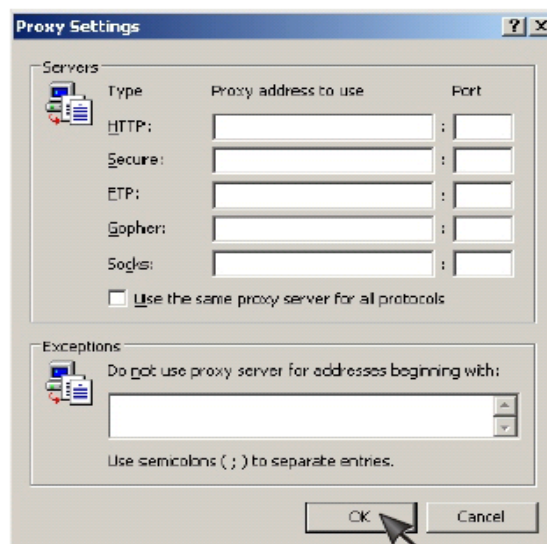 Proxy Settings
Servers
Type Proxy address to use Port
HTTP: :
Secure: :
FTP: :
Gopher: :
Socks: :
Use the same proxy server for all protocols
Exceptions
Do not use proxy server for addresses beginning with:
Use semicolons ( ; ) to separate entries.
OK Cancel